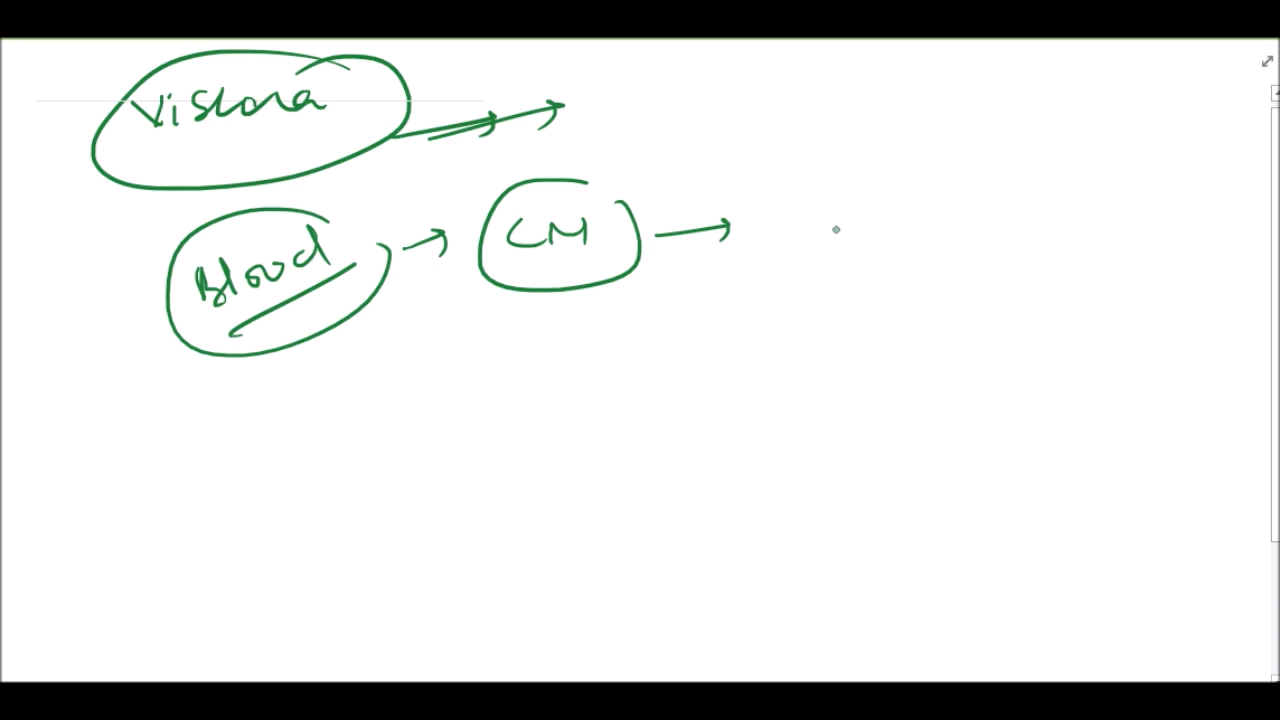 Viscera
Blood → CM →